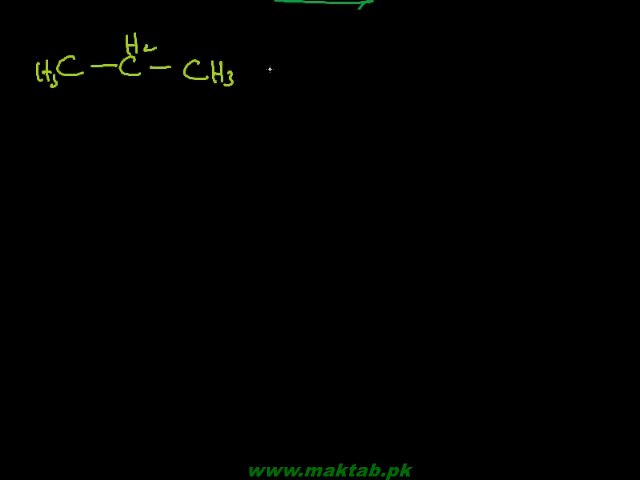 H₂
H₃C — C — CH₃
www.maktab.pk